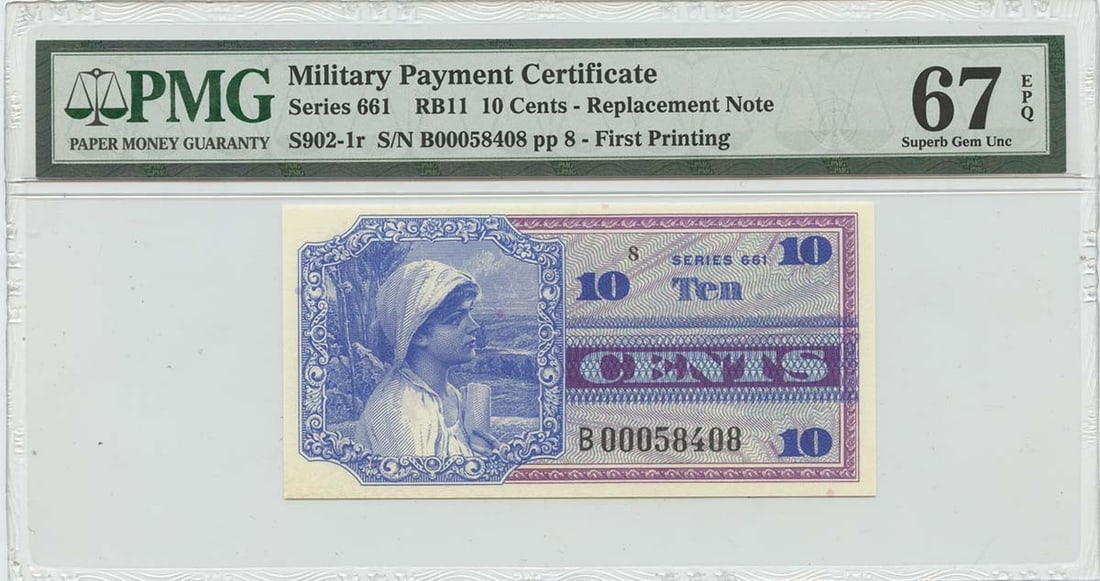 PMG
PAPER MONEY GUARANTY
Military Payment Certificate
Series 661 RB11 10 Cents - Replacement Note
S902-1r S/N B00058408 pp 8 - First Printing
67 EPQ
Superb Gem Unc
8 SERIES 661 10
10 Ten
CENTS
B00058408 10